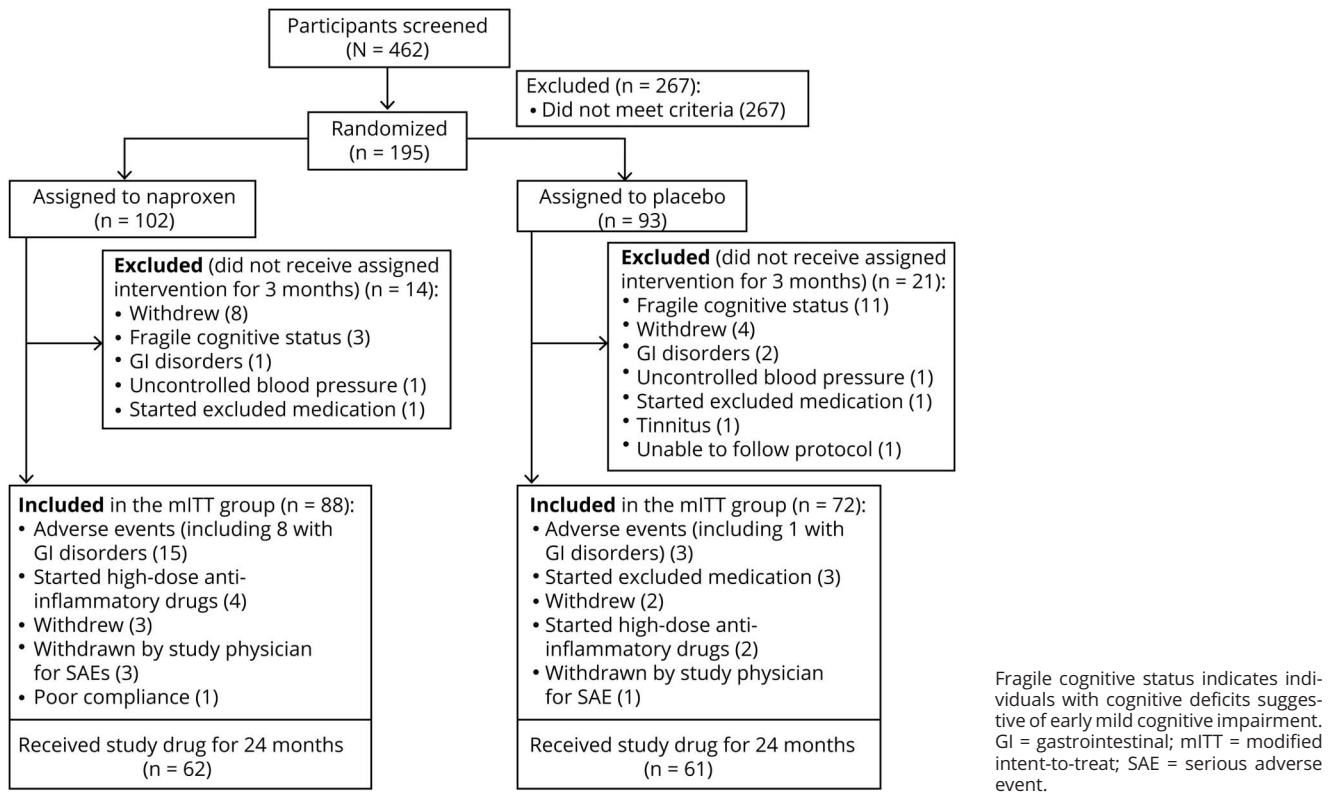 Participants screened
(N = 462)
Excluded (n = 267):
• Did not meet criteria (267)
Randomized
(n = 195)
Assigned to naproxen
(n = 102)
Assigned to placebo
(n = 93)
Excluded (did not receive assigned
intervention for 3 months) (n = 14):
• Withdrew (8)
• Fragile cognitive status (3)
• GI disorders (1)
• Uncontrolled blood pressure (1)
• Started excluded medication (1)
Excluded (did not receive assigned
intervention for 3 months) (n = 21):
• Fragile cognitive status (11)
• Withdrew (4)
• GI disorders (2)
• Uncontrolled blood pressure (1)
• Started excluded medication (1)
• Tinnitus (1)
• Unable to follow protocol (1)
Included in the mITT group (n = 88):
• Adverse events (including 8 with
GI disorders (15)
• Started high-dose anti-
inflammatory drugs (4)
• Withdrew (3)
• Withdrawn by study physician
for SAEs (3)
• Poor compliance (1)
Received study drug for 24 months
(n = 62)
Included in the mITT group (n = 72):
• Adverse events (including 1 with
GI disorders) (3)
• Started excluded medication (3)
• Withdrew (2)
• Started high-dose anti-
inflammatory drugs (2)
• Withdrawn by study physician
for SAE (1)
Received study drug for 24 months
(n = 61)
Fragile cognitive status indicates indi-
viduals with cognitive deficits sugges-
tive of early mild cognitive impairment.
GI = gastrointestinal; mITT = modified
intent-to-treat; SAE = serious adverse
event.